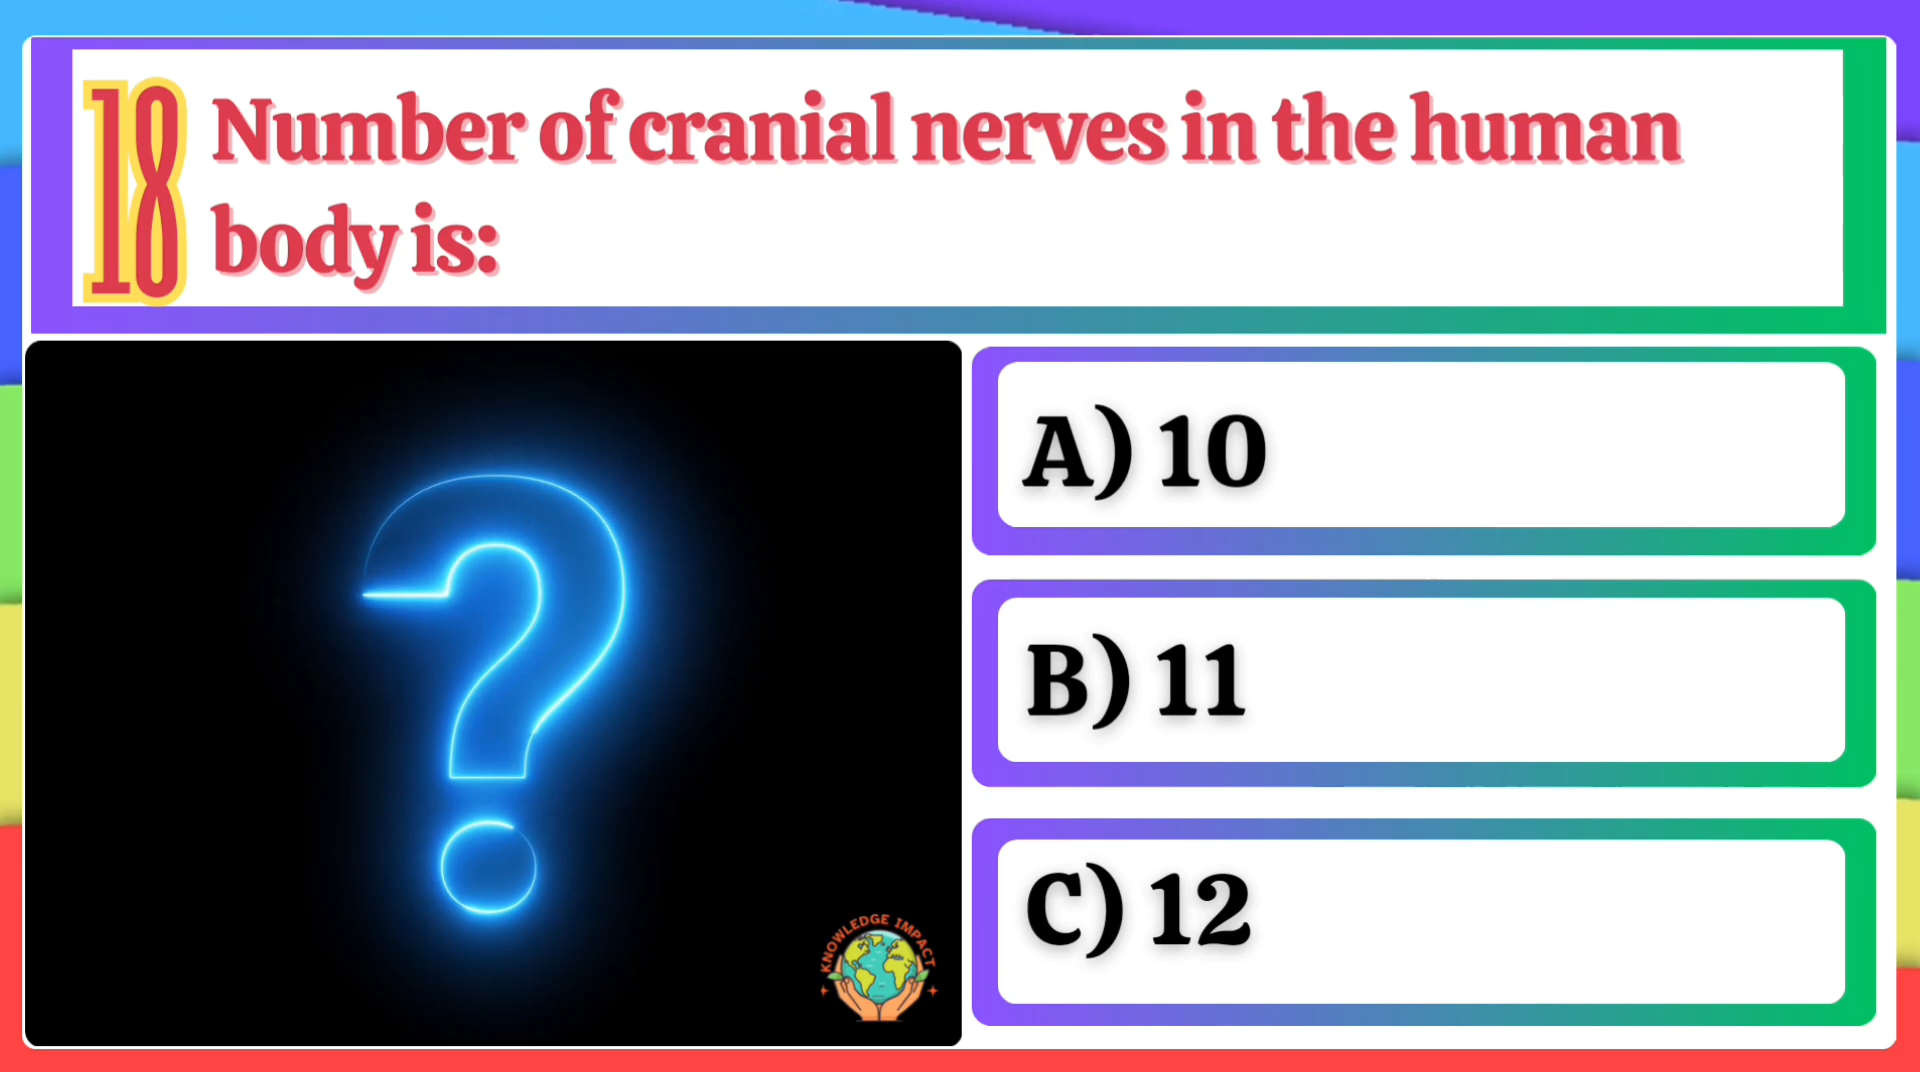 18
Number of cranial nerves in the human
body is:
A) 10
B) 11
C) 12
KNOWLEDGE IMPACT